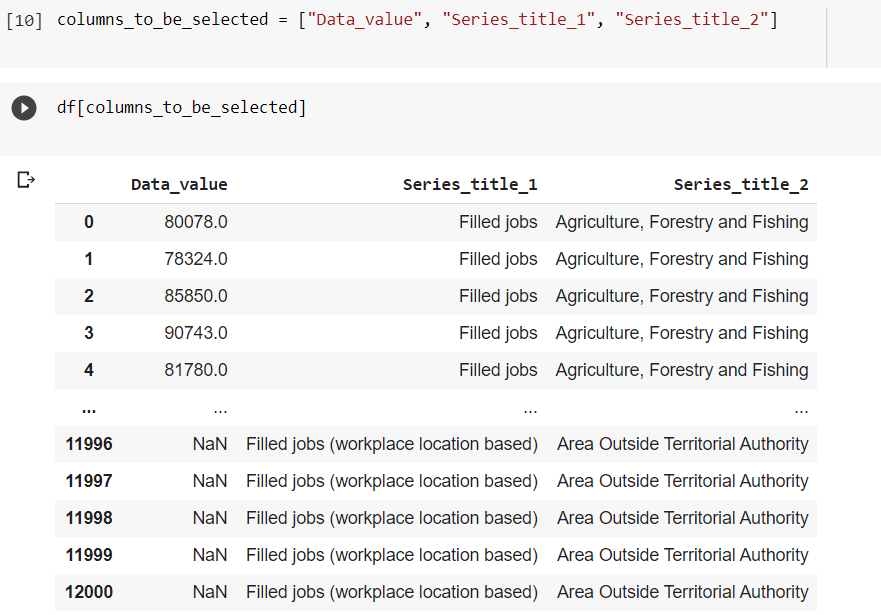 [10] columns_to_be_selected = ["Data_value", "Series_title_1", "Series_title_2"]
df[columns_to_be_selected]
Data_value Series_title_1 Series_title_2
0 80078.0 Filled jobs Agriculture, Forestry and Fishing
1 78324.0 Filled jobs Agriculture, Forestry and Fishing
2 85850.0 Filled jobs Agriculture, Forestry and Fishing
3 90743.0 Filled jobs Agriculture, Forestry and Fishing
4 81780.0 Filled jobs Agriculture, Forestry and Fishing
... ... ... ...
11996 NaN Filled jobs (workplace location based) Area Outside Territorial Authority
11997 NaN Filled jobs (workplace location based) Area Outside Territorial Authority
11998 NaN Filled jobs (workplace location based) Area Outside Territorial Authority
11999 NaN Filled jobs (workplace location based) Area Outside Territorial Authority
12000 NaN Filled jobs (workplace location based) Area Outside Territorial Authority